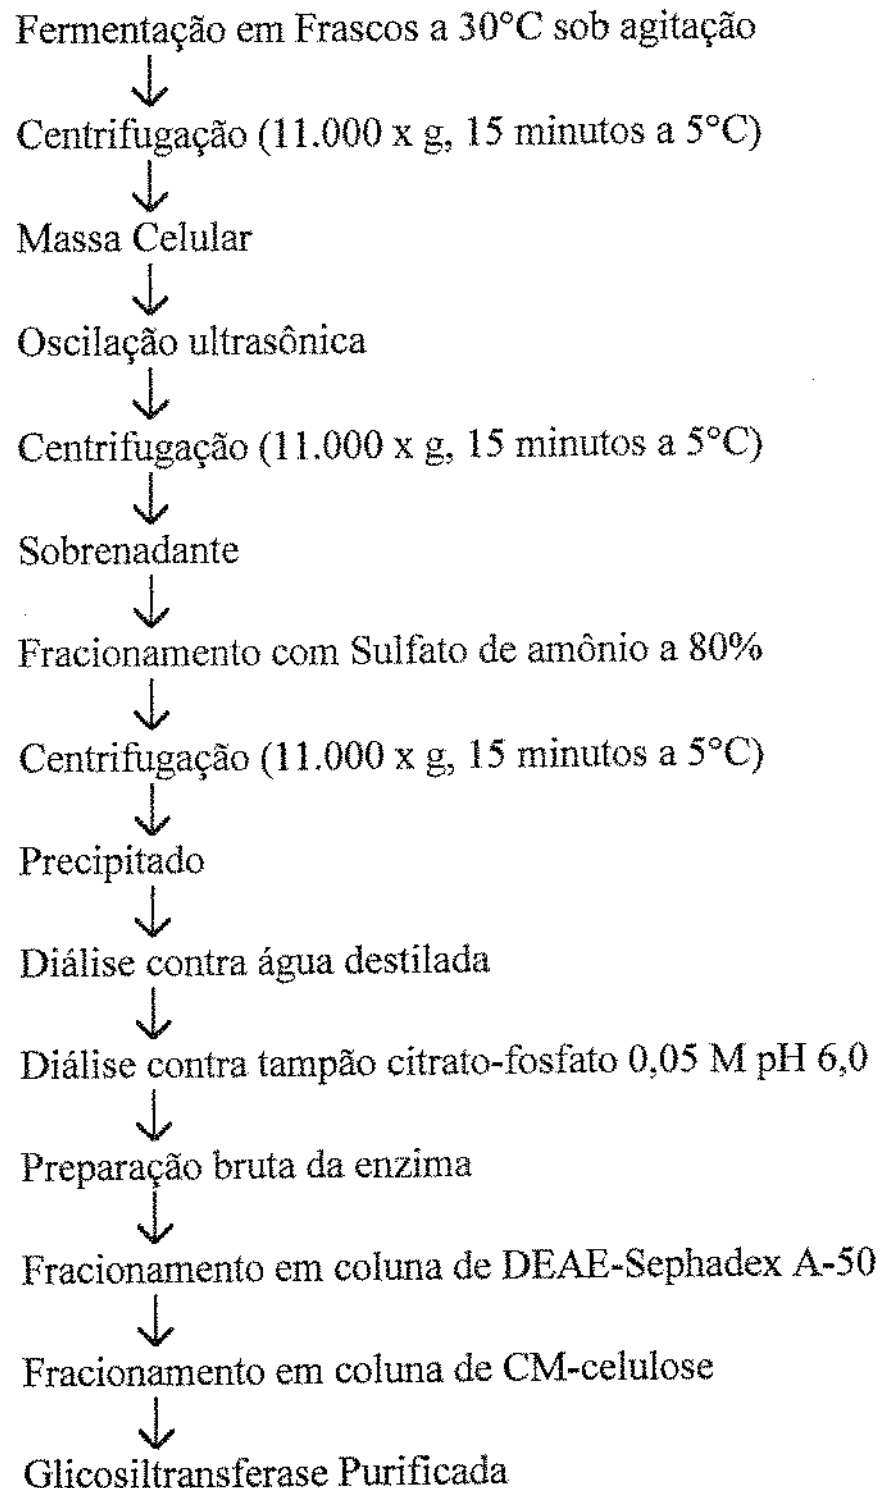 Fermentação em Frascos a 30°C sob agitação
Centrifugação (11.000 x g, 15 minutos a 5°C)
Massa Celular
Oscilação ultrasônica
Centrifugação (11.000 x g, 15 minutos a 5°C)
Sobrenadante
Fracionamento com Sulfato de amônio a 80%
Centrifugação (11.000 x g, 15 minutos a 5°C)
Precipitado
Diálise contra água destilada
Diálise contra tampão citrato-fosfato 0,05 M pH 6,0
Preparação bruta da enzima
Fracionamento em coluna de DEAE-Sephadex A-50
Fracionamento em coluna de CM-celulose
Glicosiltransferase Purificada